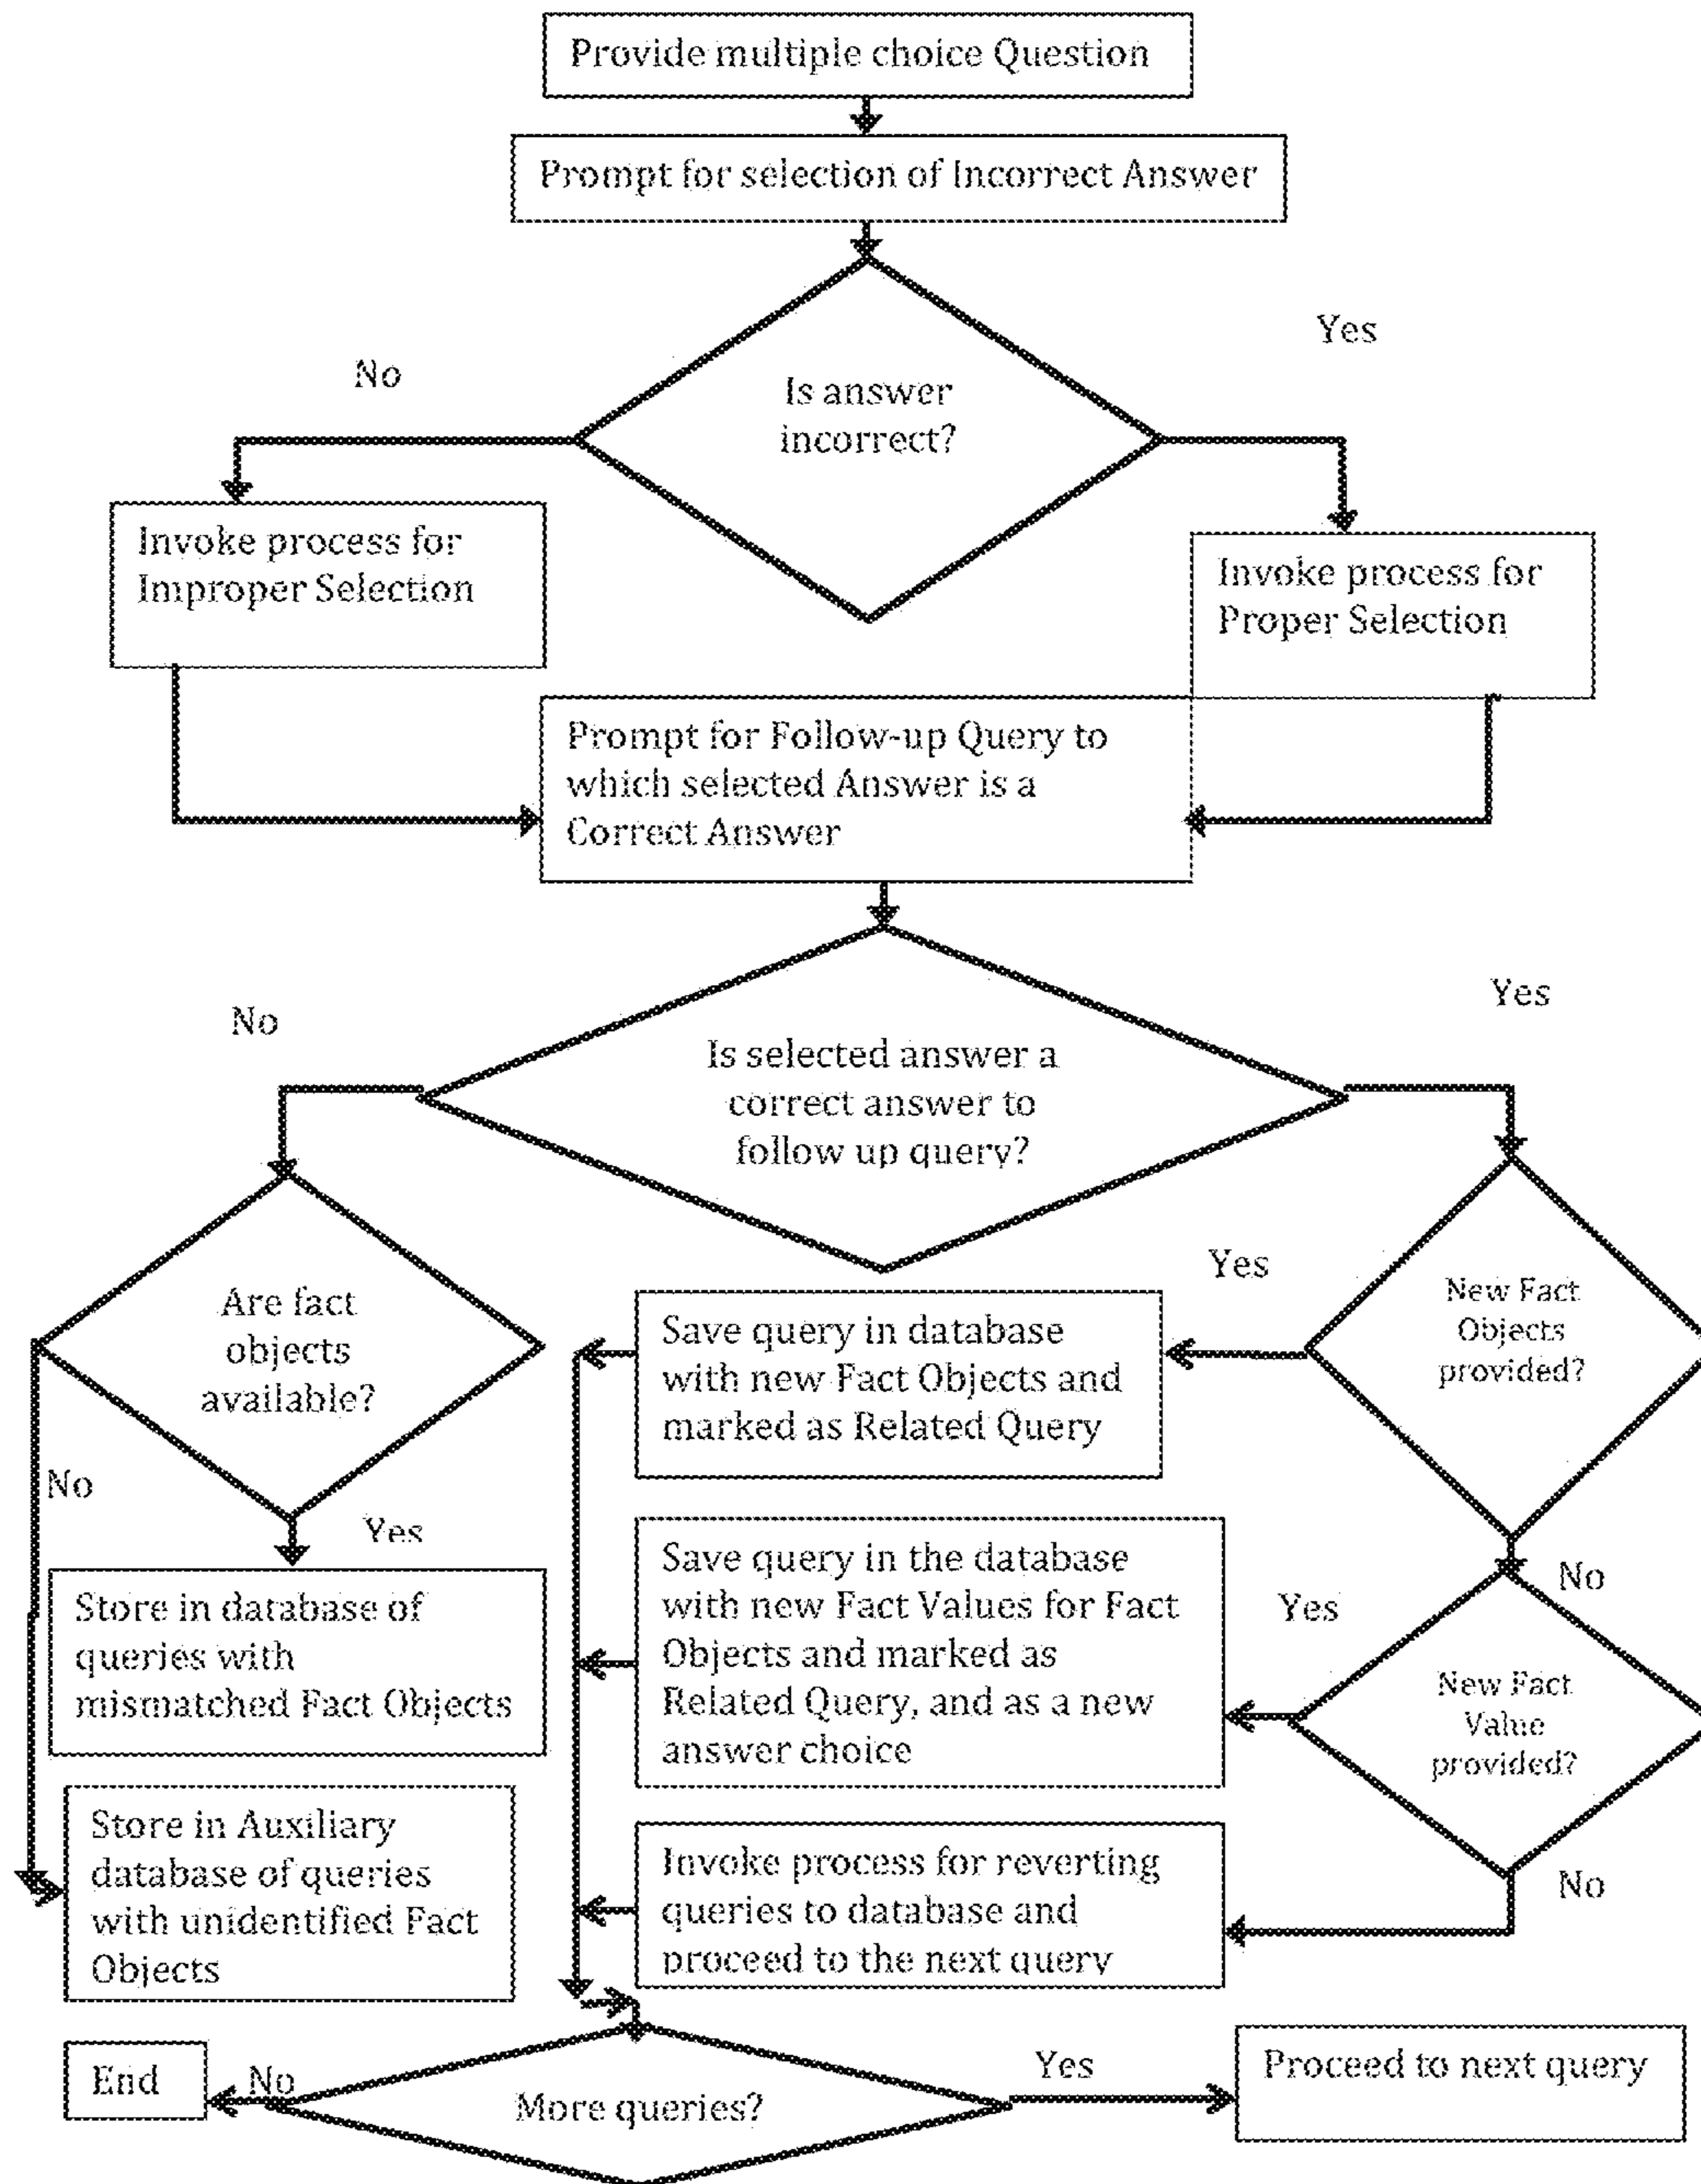 Provide multiple choice Question
Prompt for selection of Incorrect Answer
Yes
No
Is answer
incorrect?
Invoke process for
Improper Selection
Invoke process for
Proper Selection
Prompt for Follow-up Query to
which selected Answer is a
Correct Answer
Yes
No
Is selected answer a
correct answer to
follow up query?
Yes
Are fact
objects
available?
New Fact
Objects
provided?
Save query in database
with new Fact Objects and
marked as Related Query
No
Yes
No
Yes
Save query in the database
with new Fact Values for Fact
Objects and marked as
Related Query, and as a new
answer choice
Store in database of
queries with
mismatched Fact Objects
New Fact
Value
provided?
Store in Auxiliary
database of queries
with unidentified Fact
Objects
Invoke process for reverting
queries to database and
proceed to the next query
No
End
No
More queries?
Yes
Proceed to next query